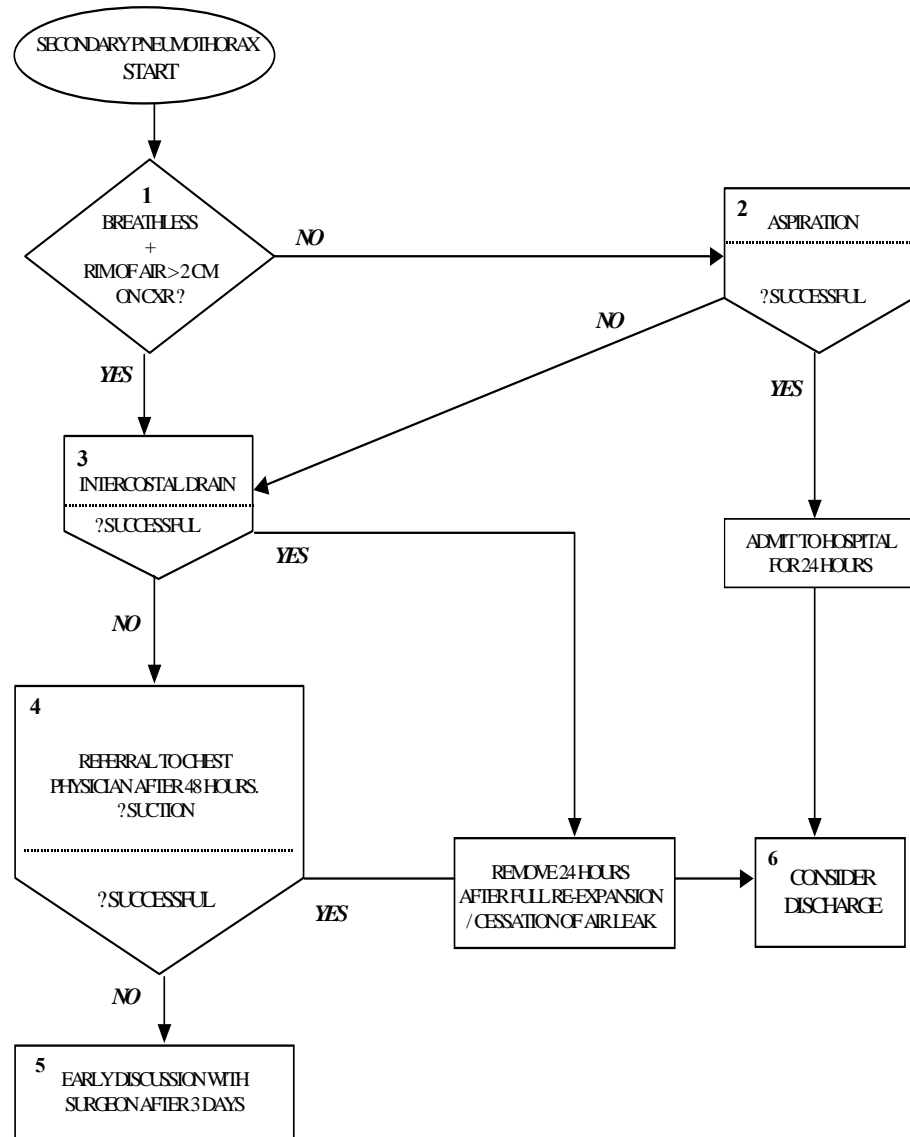 SECONDARY PNEUMOTHORAX
START
1
BREATHLESS
+
RIM OF AIR > 2 CM
ON CXR ?
NO
2
ASPIRATION
? SUCCESSFUL
NO
YES
YES
3
INTERCOSTAL DRAIN
? SUCCESSFUL
YES
ADMIT TO HOSPITAL
FOR 24 HOURS
NO
4
REFERRAL TO CHEST
PHYSICIAN AFTER 48 HOURS.
? SUCTION
? SUCCESSFUL
YES
REMOVE 24 HOURS
AFTER FULL RE-EXPANSION
/ CESSATION OF AIR LEAK
6
CONSIDER
DISCHARGE
NO
5
EARLY DISCUSSION WITH
SURGEON AFTER 3 DAYS